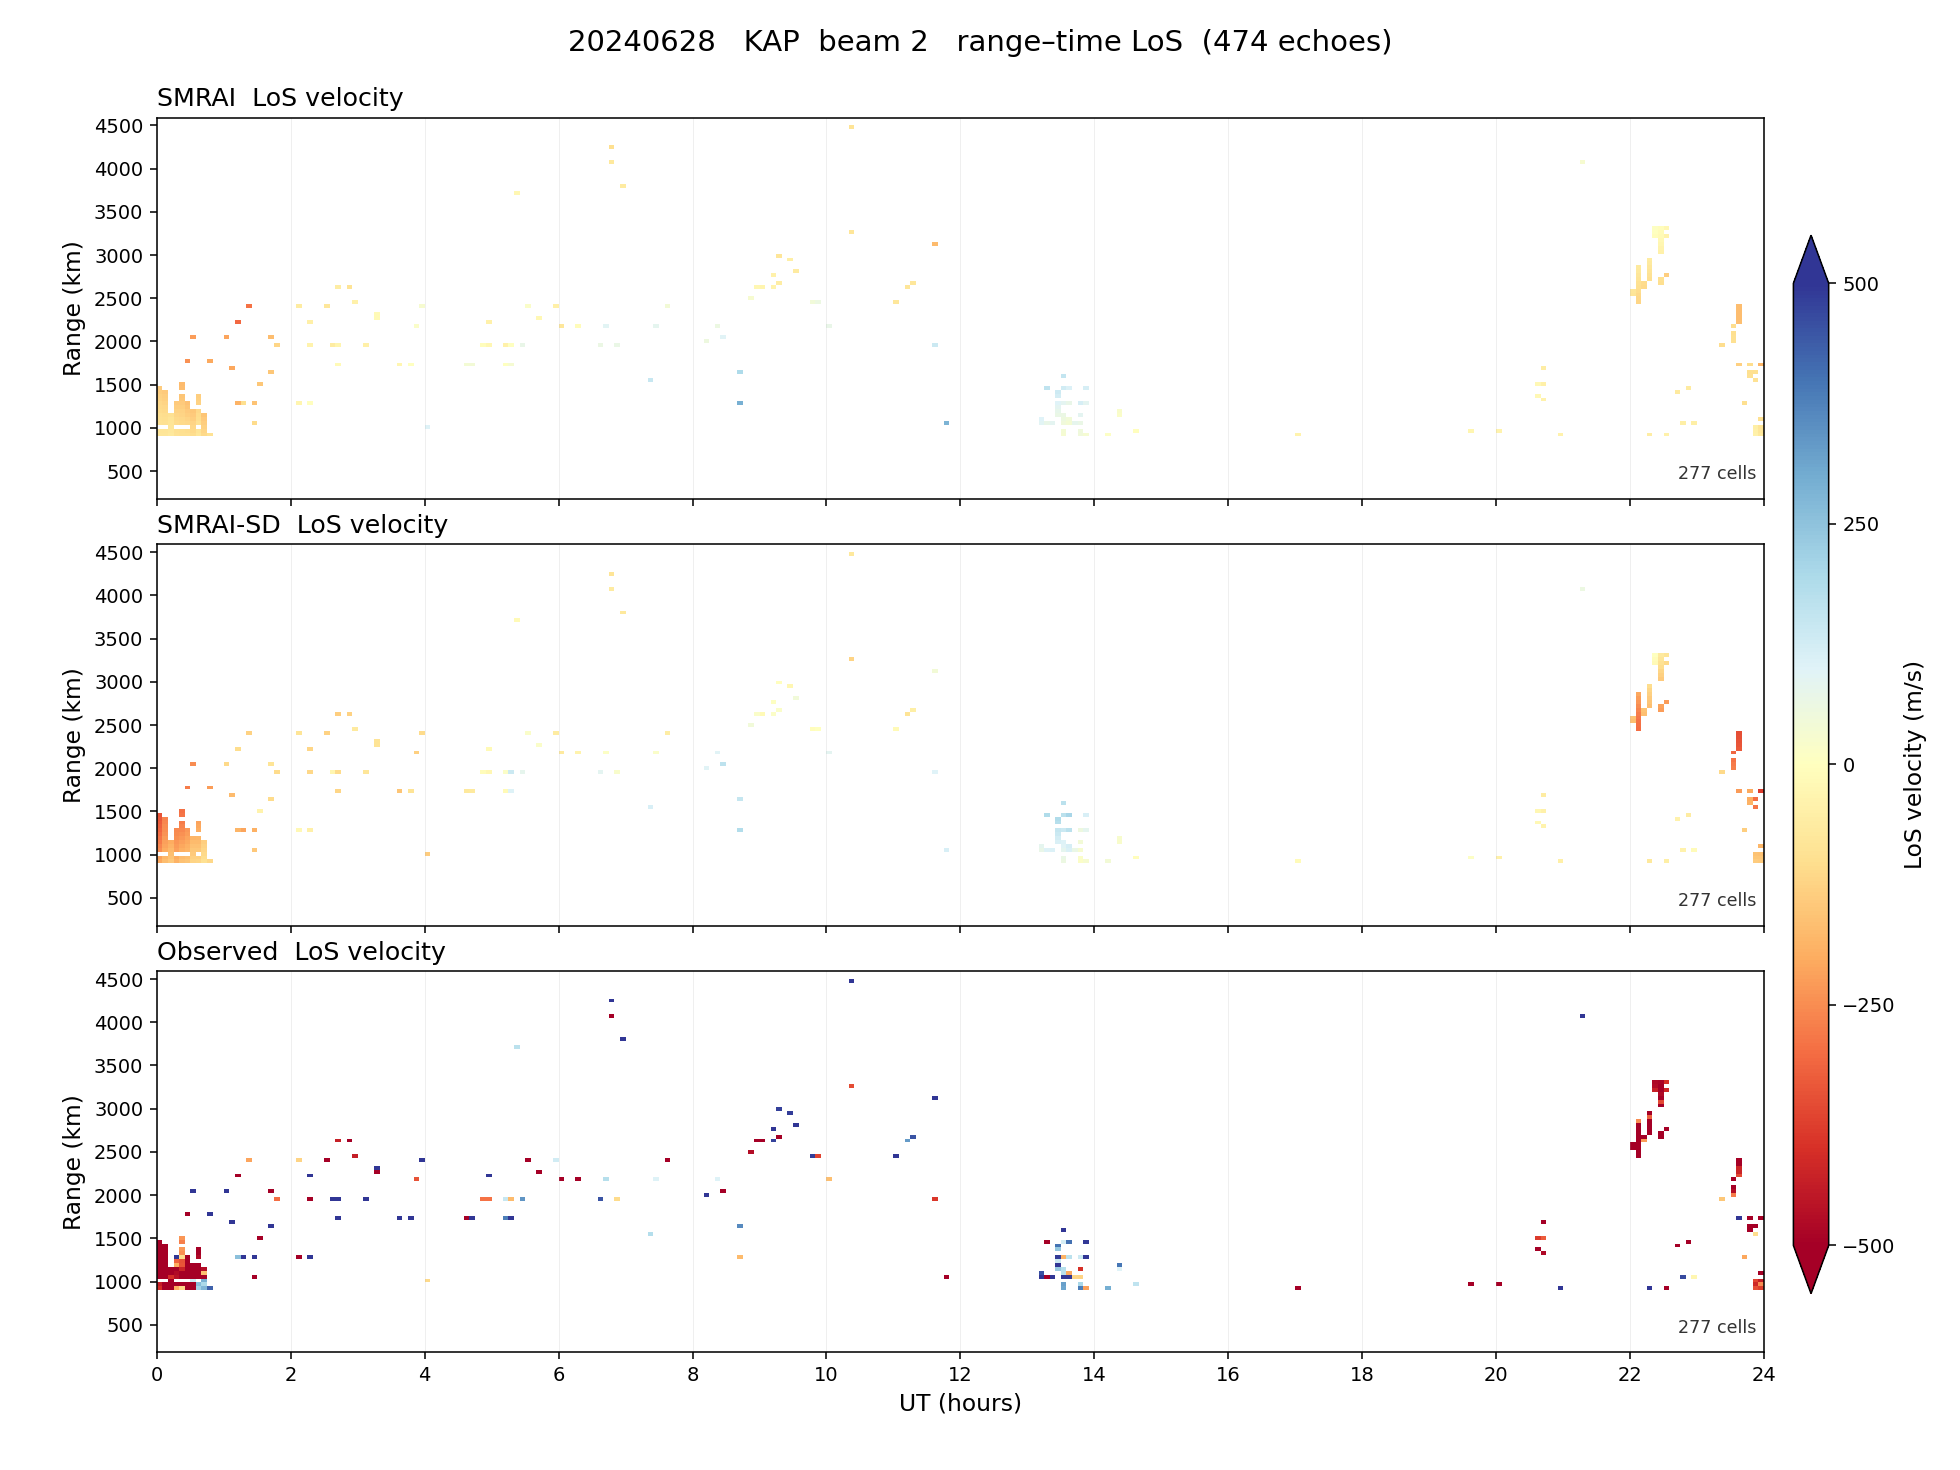 20240628   KAP  beam 2   range–time LoS  (474 echoes)
SMRAI  LoS velocity
4500
4000
3500
3000
2500
2000
1500
1000
500
Range (km)
277 cells
SMRAI-SD  LoS velocity
4500
4000
3500
3000
2500
2000
1500
1000
500
Range (km)
277 cells
Observed  LoS velocity
4500
4000
3500
3000
2500
2000
1500
1000
500
Range (km)
277 cells
0 2 4 6 8 10 12 14 16 18 20 22 24
UT (hours)
500
250
0
−250
−500
LoS velocity (m/s)